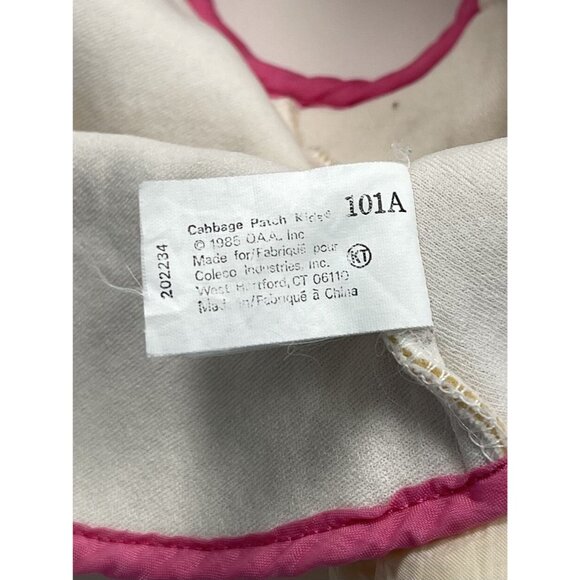 Cabbage Patch Kids® 101A
© 1985 O.A.A., Inc.
Made for/Fabriqué pour
Coleco Industries, Inc. KT
West Hartford, CT 06110
Made in/Fabriqué à China
202234